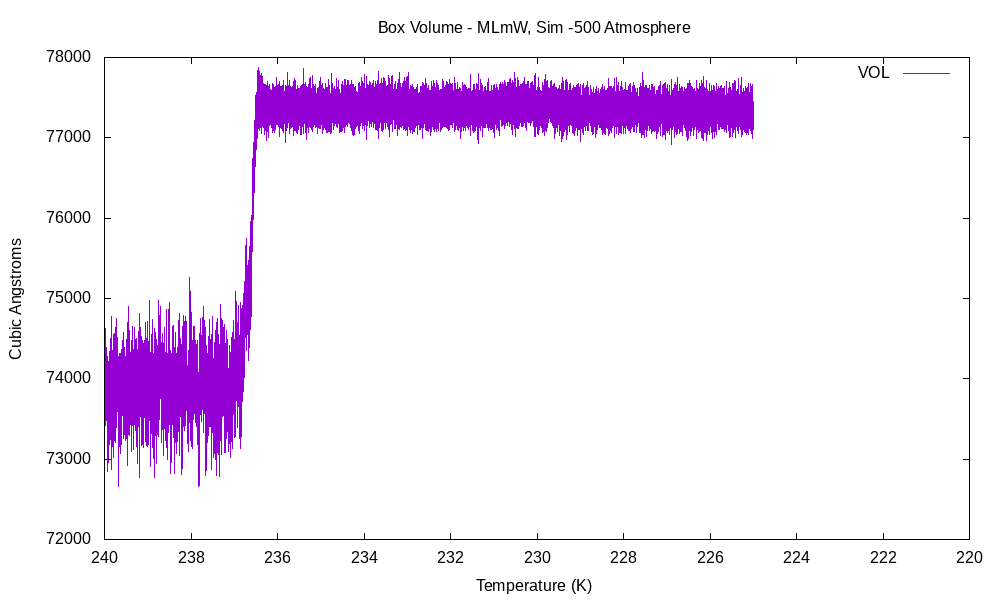 Box Volume - MLmW, Sim -500 Atmosphere
VOL
78000
77000
76000
75000
74000
73000
72000
Cubic Angstroms
240 238 236 234 232 230 228 226 224 222 220
Temperature (K)